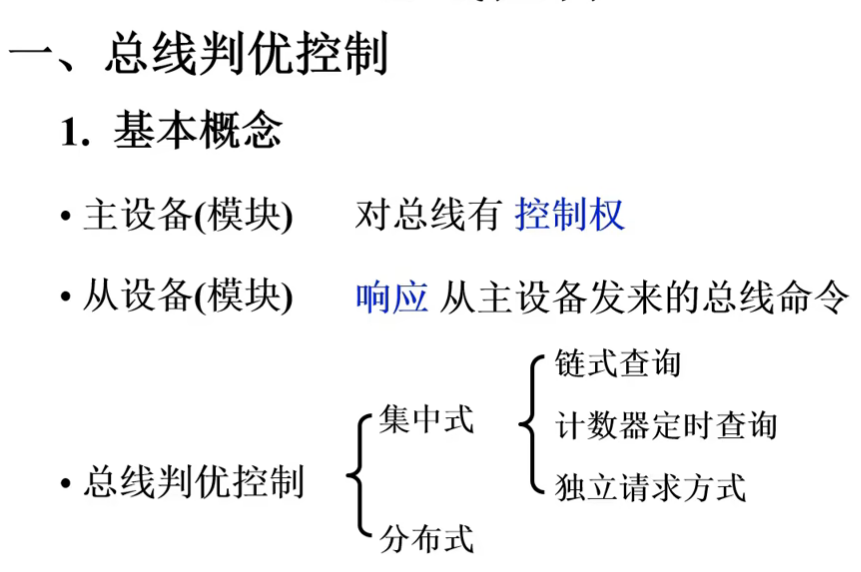 一、总线判优控制
1. 基本概念
• 主设备(模块) 对总线有 控制权
• 从设备(模块) 响应 从主设备发来的总线命令
• 总线判优控制
集中式
链式查询
计数器定时查询
独立请求方式
分布式